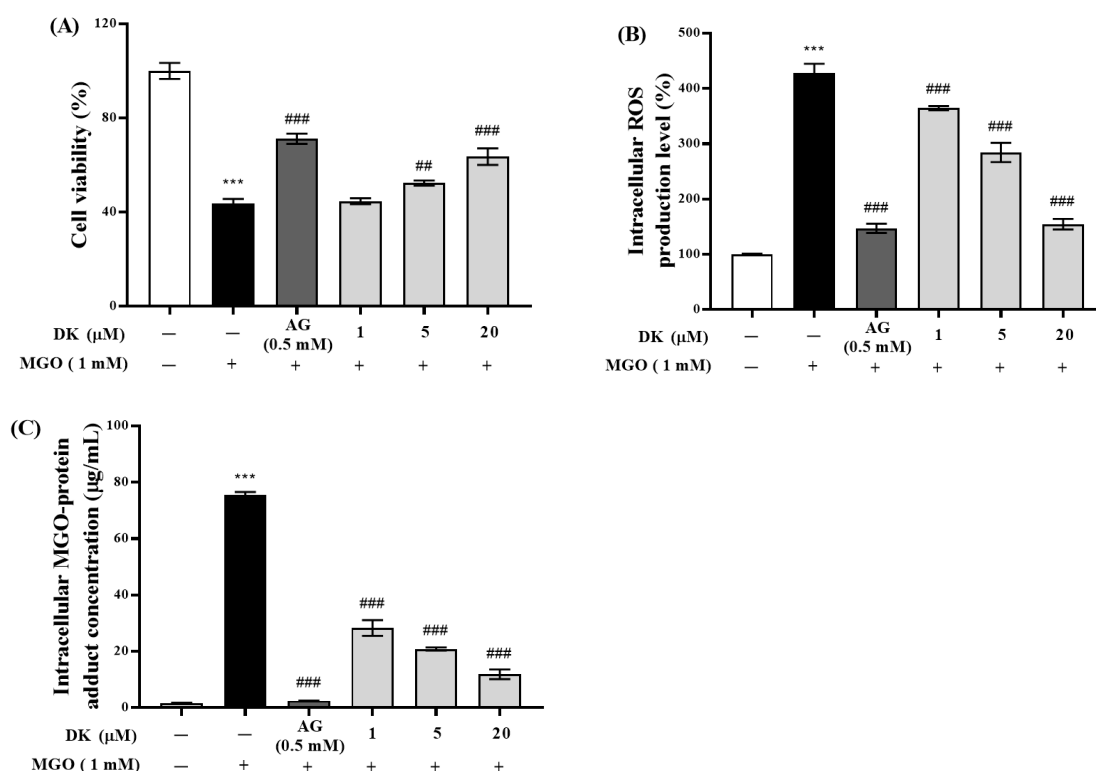 (A)
Cell viability (%)
120
80
40
0
***
###
##
###
DK (μM) — — AG (0.5 mM) 1 5 20
MGO ( 1 mM) — + + + + +
(B)
Intracellular ROS
production level (%)
500
400
300
200
100
0
***
###
###
###
###
DK (μM) — — AG (0.5 mM) 1 5 20
MGO ( 1 mM) — + + + + +
(C)
Intracellular MGO-protein
adduct concentration (μg/mL)
100
80
60
40
20
0
***
###
###
###
###
DK (μM) — — AG (0.5 mM) 1 5 20
MGO ( 1 mM) — + + + + +